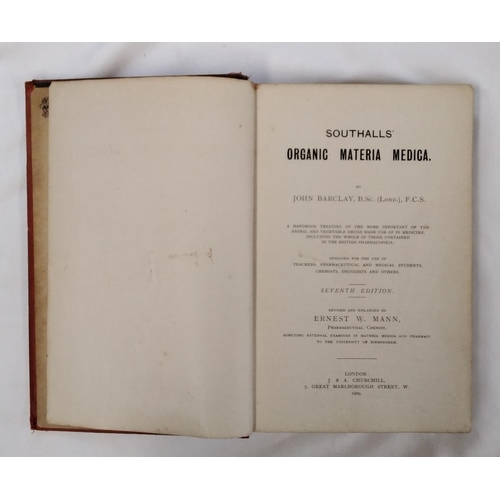 SOUTHALLS'
ORGANIC MATERIA MEDICA.
BY
JOHN BARCLAY, B.Sc. (Lond.), F.C.S.
A HANDBOOK TREATING OF THE MORE IMPORTANT OF THE
ANIMAL AND VEGETABLE DRUGS MADE USE OF IN MEDICINE,
INCLUDING THE WHOLE OF THOSE CONTAINED
IN THE BRITISH PHARMACOPŒIA.
DESIGNED FOR THE USE OF
TEACHERS, PHARMACEUTICAL AND MEDICAL STUDENTS,
CHEMISTS, DRUGGISTS AND OTHERS.
SEVENTH EDITION.
REVISED AND ENLARGED BY
ERNEST W. MANN,
PHARMACEUTICAL CHEMIST,
SOMETIME EXTERNAL EXAMINER IN MATERIA MEDICA AND PHARMACY
TO THE UNIVERSITY OF BIRMINGHAM.
LONDON:
J. & A. CHURCHILL,
7, GREAT MARLBOROUGH STREET, W.
1909.